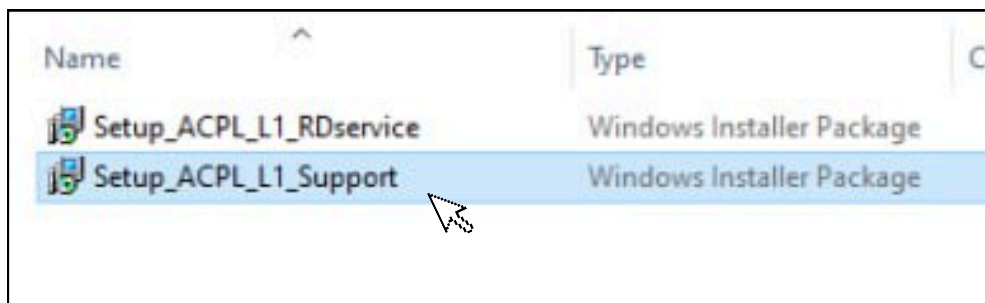 Name Type C
Setup_ACPL_L1_RDservice Windows Installer Package
Setup_ACPL_L1_Support Windows Installer Package